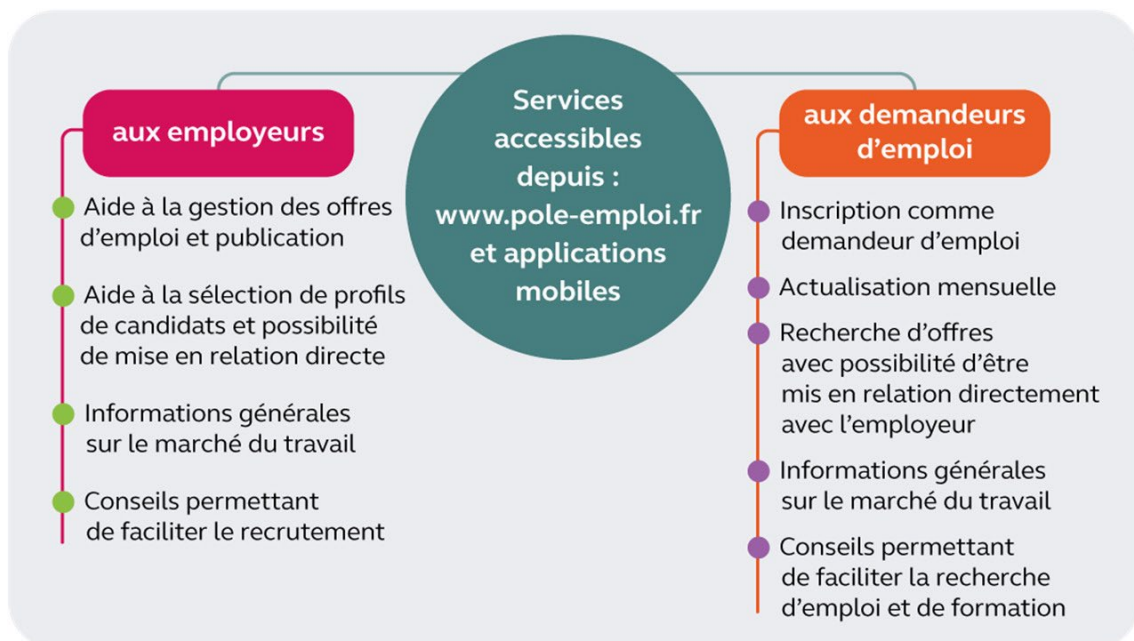 Services
accessibles
depuis :
www.pole-emploi.fr
et applications
mobiles
aux employeurs
Aide à la gestion des offres
d’emploi et publication
Aide à la sélection de profils
de candidats et possibilité
de mise en relation directe
Informations générales
sur le marché du travail
Conseils permettant
de faciliter le recrutement
aux demandeurs
d’emploi
Inscription comme
demandeur d’emploi
Actualisation mensuelle
Recherche d’offres
avec possibilité d’être
mis en relation directement
avec l’employeur
Informations générales
sur le marché du travail
Conseils permettant
de faciliter la recherche
d’emploi et de formation